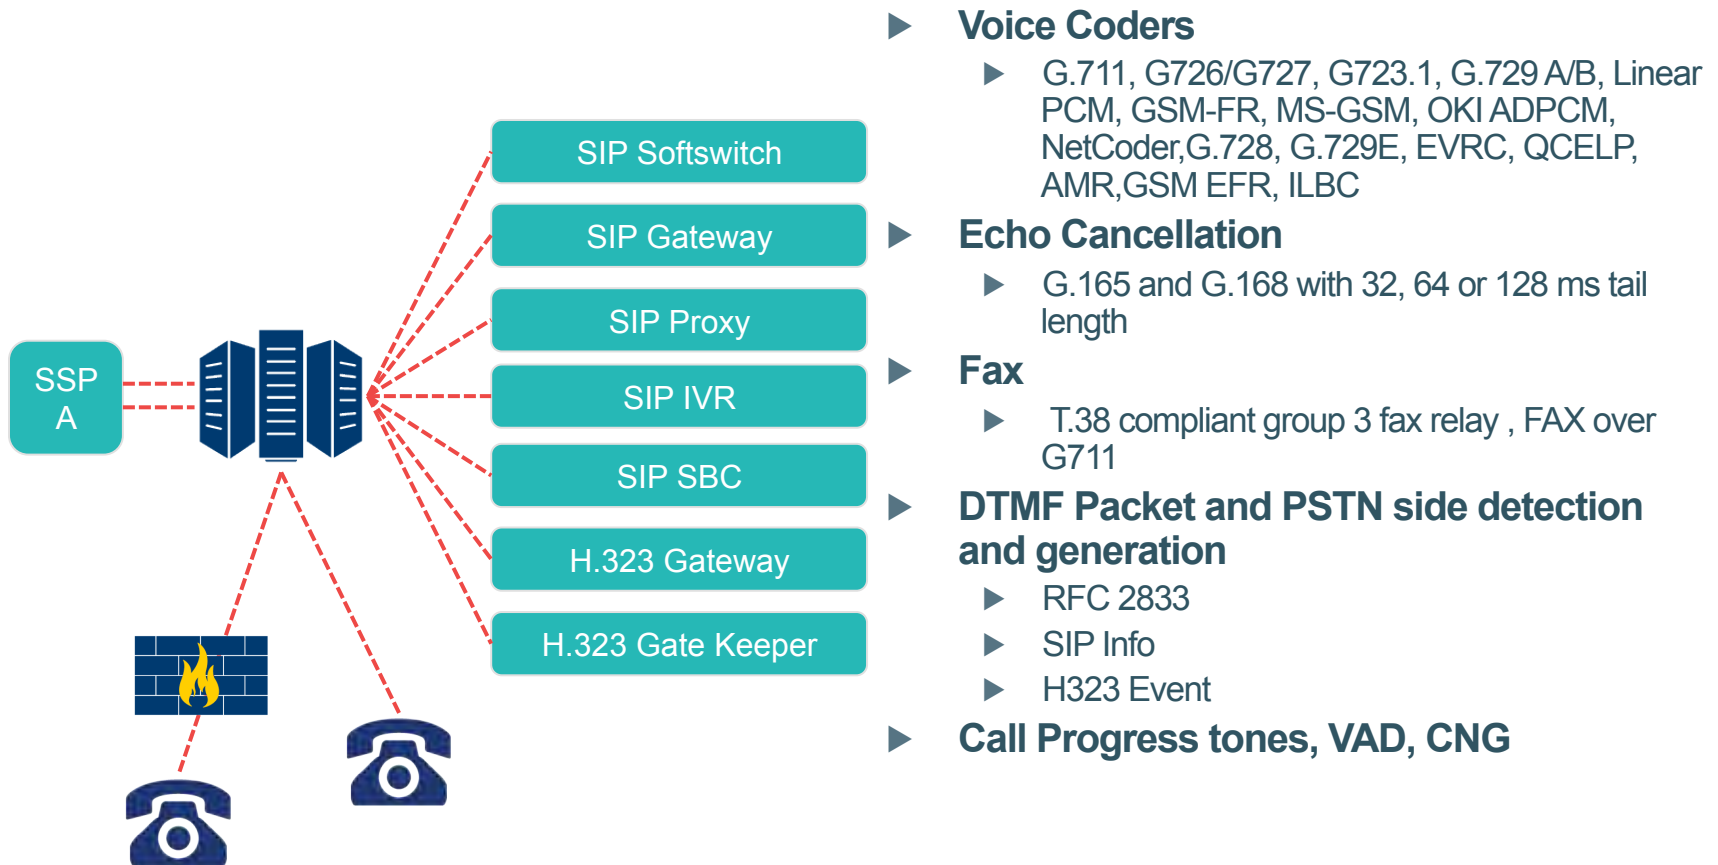 SSP
A
SIP Softswitch
SIP Gateway
SIP Proxy
SIP IVR
SIP SBC
H.323 Gateway
H.323 Gate Keeper
Voice Coders
G.711, G726/G727, G723.1, G.729 A/B, Linear
PCM, GSM-FR, MS-GSM, OKI ADPCM,
NetCoder,G.728, G.729E, EVRC, QCELP,
AMR,GSM EFR, ILBC
Echo Cancellation
G.165 and G.168 with 32, 64 or 128 ms tail
length
Fax
T.38 compliant group 3 fax relay , FAX over
G711
DTMF Packet and PSTN side detection
and generation
RFC 2833
SIP Info
H323 Event
Call Progress tones, VAD, CNG